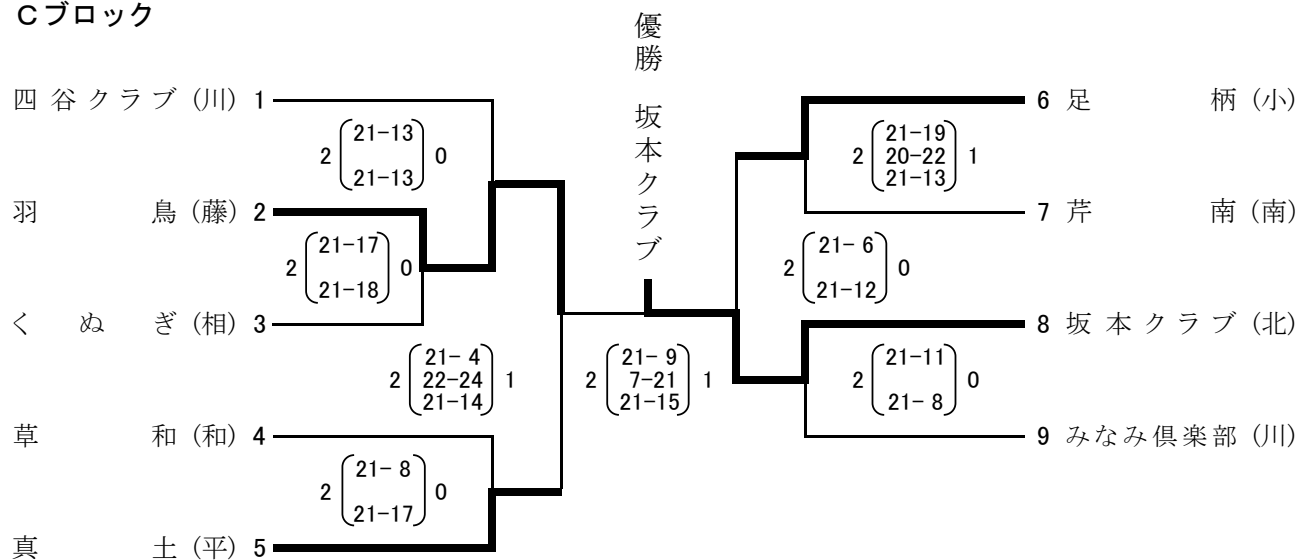 Cブロック
優勝 坂本クラブ
四谷クラブ (川) 1
2 21-13 0
21-13
羽鳥 (藤) 2
2 21-17 0
21-18
くぬぎ (相) 3
2 21- 4 1
22-24
21-14
草和 (和) 4
2 21- 8 0
21-17
真土 (平) 5
2 21- 9 1
7-21
21-15
6 足柄 (小)
2 21-19 1
20-22
21-13
7 芹南 (南)
2 21- 6 0
21-12
8 坂本クラブ (北)
2 21-11 0
21- 8
9 みなみ倶楽部 (川)